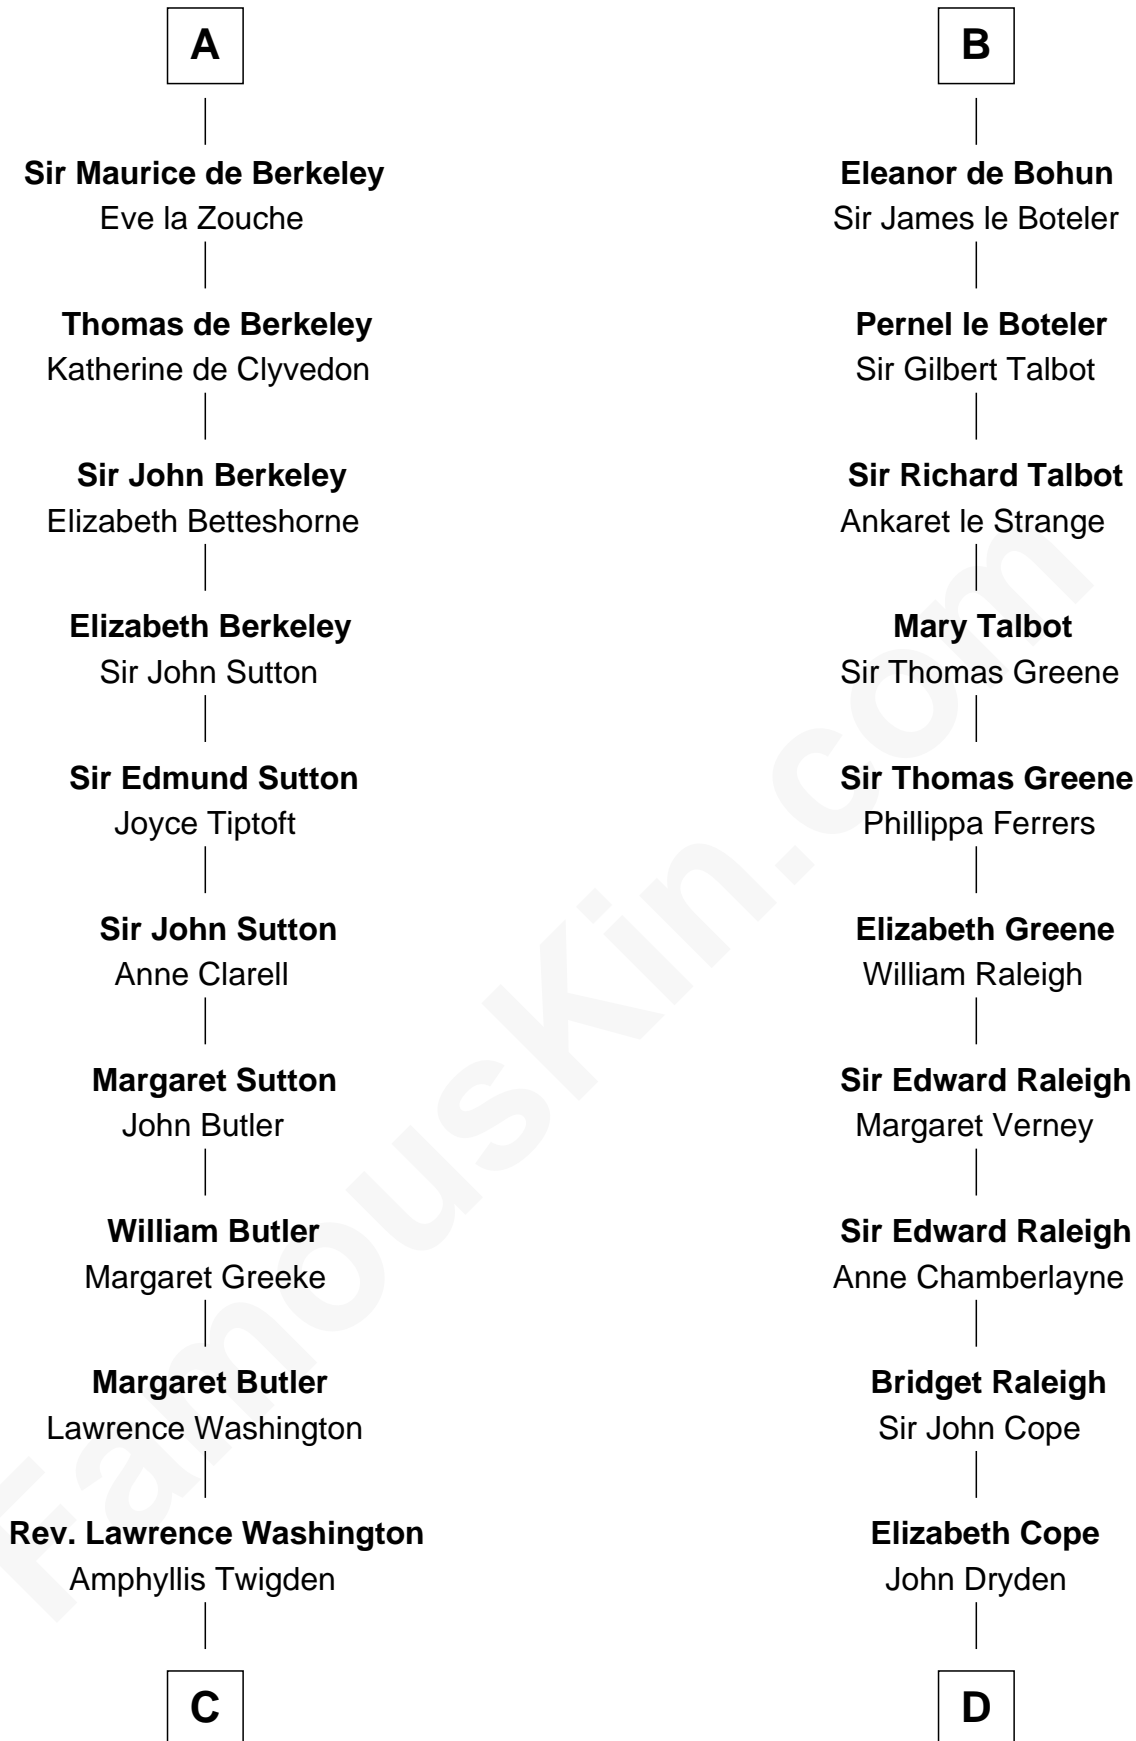 A
Sir Maurice de Berkeley
Eve la Zouche
Thomas de Berkeley
Katherine de Clyvedon
Sir John Berkeley
Elizabeth Betteshorne
Elizabeth Berkeley
Sir John Sutton
Sir Edmund Sutton
Joyce Tiptoft
Sir John Sutton
Anne Clarell
Margaret Sutton
John Butler
William Butler
Margaret Greeke
Margaret Butler
Lawrence Washington
Rev. Lawrence Washington
Amphyllis Twigden
C
B
Eleanor de Bohun
Sir James le Boteler
Pernel le Boteler
Sir Gilbert Talbot
Sir Richard Talbot
Ankaret le Strange
Mary Talbot
Sir Thomas Greene
Sir Thomas Greene
Phillippa Ferrers
Elizabeth Greene
William Raleigh
Sir Edward Raleigh
Margaret Verney
Sir Edward Raleigh
Anne Chamberlayne
Bridget Raleigh
Sir John Cope
Elizabeth Cope
John Dryden
D
FamousKin.com